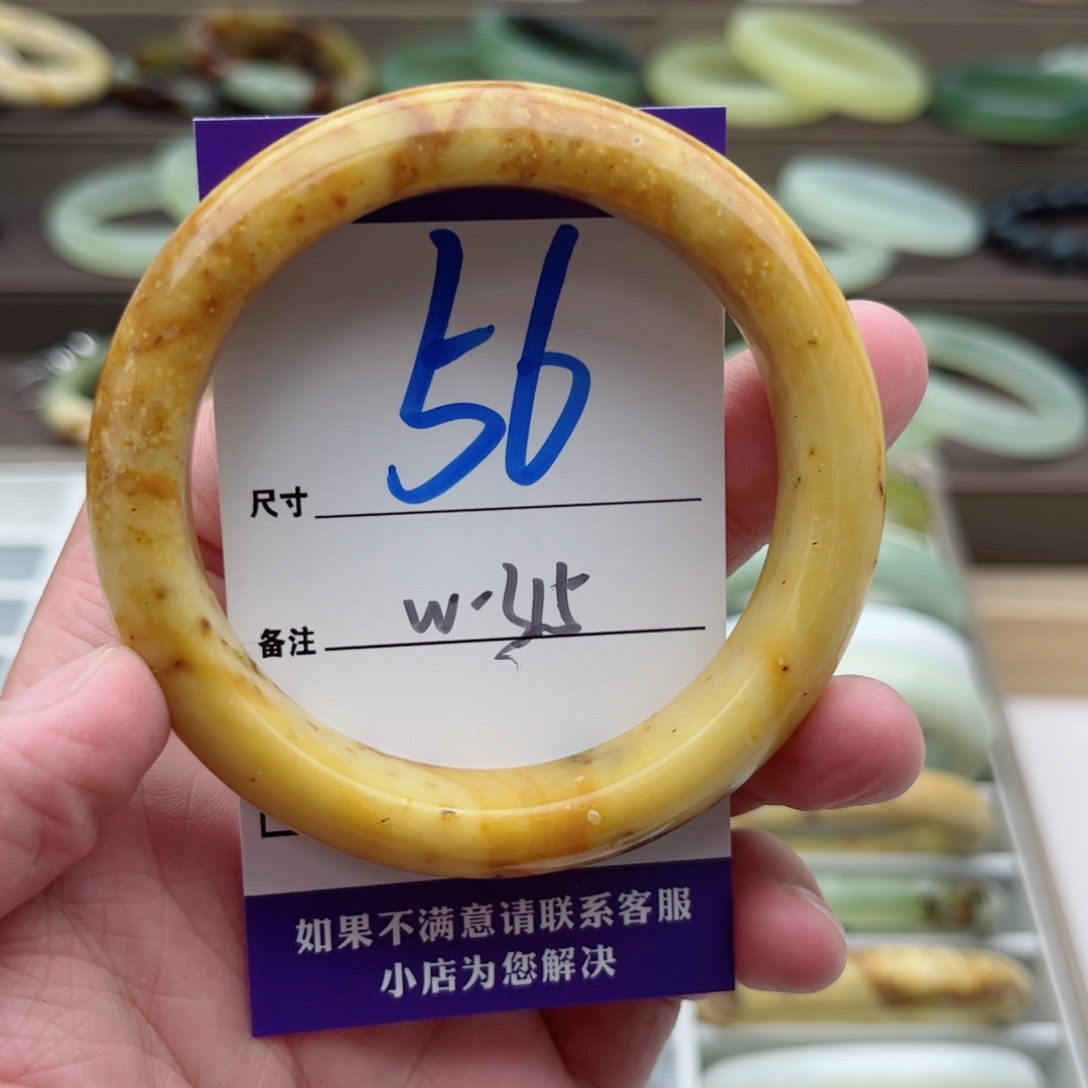 56
尺寸
w·45
备注
如果不满意请联系客服
小店为您解决